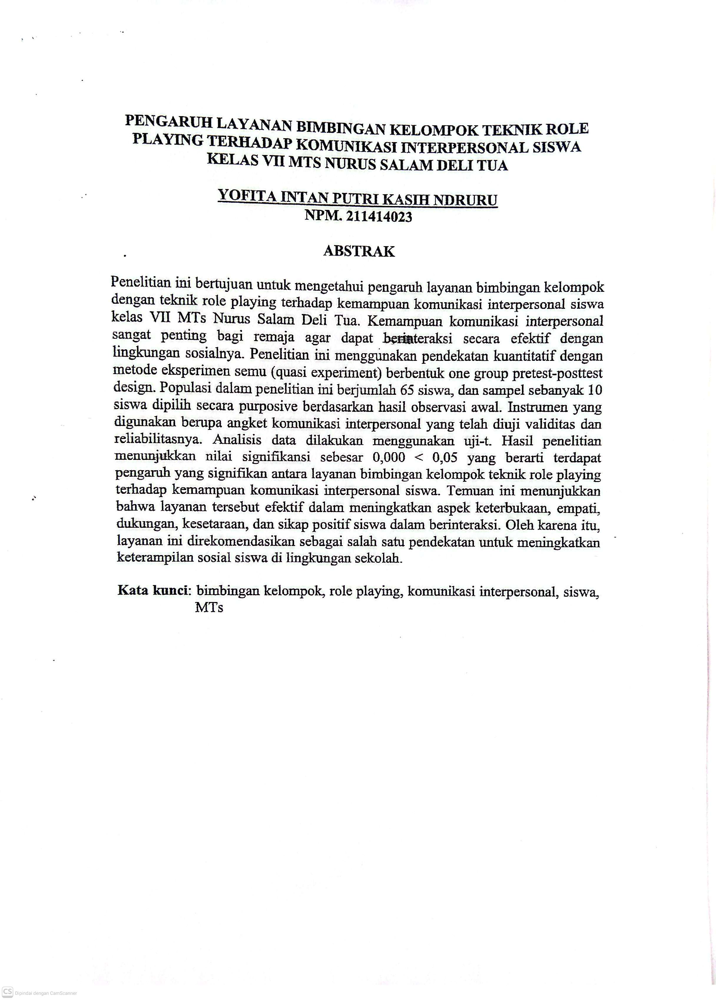 PENGARUH LAYANAN BIMBINGAN KELOMPOK TEKNIK ROLE
PLAYING TERHADAP KOMUNIKASI INTERPERSONAL SISWA
KELAS VII MTS NURUS SALAM DELI TUA
YOFITA INTAN PUTRI KASIH NDRURU
NPM. 211414023
ABSTRAK
Penelitian ini bertujuan untuk mengetahui pengaruh layanan bimbingan kelompok
dengan teknik role playing terhadap kemampuan komunikasi interpersonal siswa
kelas VII MTs Nurus Salam Deli Tua. Kemampuan komunikasi interpersonal
sangat penting bagi remaja agar dapat berinteraksi secara efektif dengan
lingkungan sosialnya. Penelitian ini menggunakan pendekatan kuantitatif dengan
metode eksperimen semu (quasi experiment) berbentuk one group pretest-posttest
design. Populasi dalam penelitian ini berjumlah 65 siswa, dan sampel sebanyak 10
siswa dipilih secara purposive berdasarkan hasil observasi awal. Instrumen yang
digunakan berupa angket komunikasi interpersonal yang telah diuji validitas dan
reliabilitasnya. Analisis data dilakukan menggunakan uji-t. Hasil penelitian
menunjukkan nilai signifikansi sebesar 0,000 < 0,05 yang berarti terdapat
pengaruh yang signifikan antara layanan bimbingan kelompok teknik role playing
terhadap kemampuan komunikasi interpersonal siswa. Temuan ini menunjukkan
bahwa layanan tersebut efektif dalam meningkatkan aspek keterbukaan, empati,
dukungan, kesetaraan, dan sikap positif siswa dalam berinteraksi. Oleh karena itu,
layanan ini direkomendasikan sebagai salah satu pendekatan untuk meningkatkan
keterampilan sosial siswa di lingkungan sekolah.
Kata kunci: bimbingan kelompok, role playing, komunikasi interpersonal, siswa,
MTs
CS Dipindai dengan CamScanner